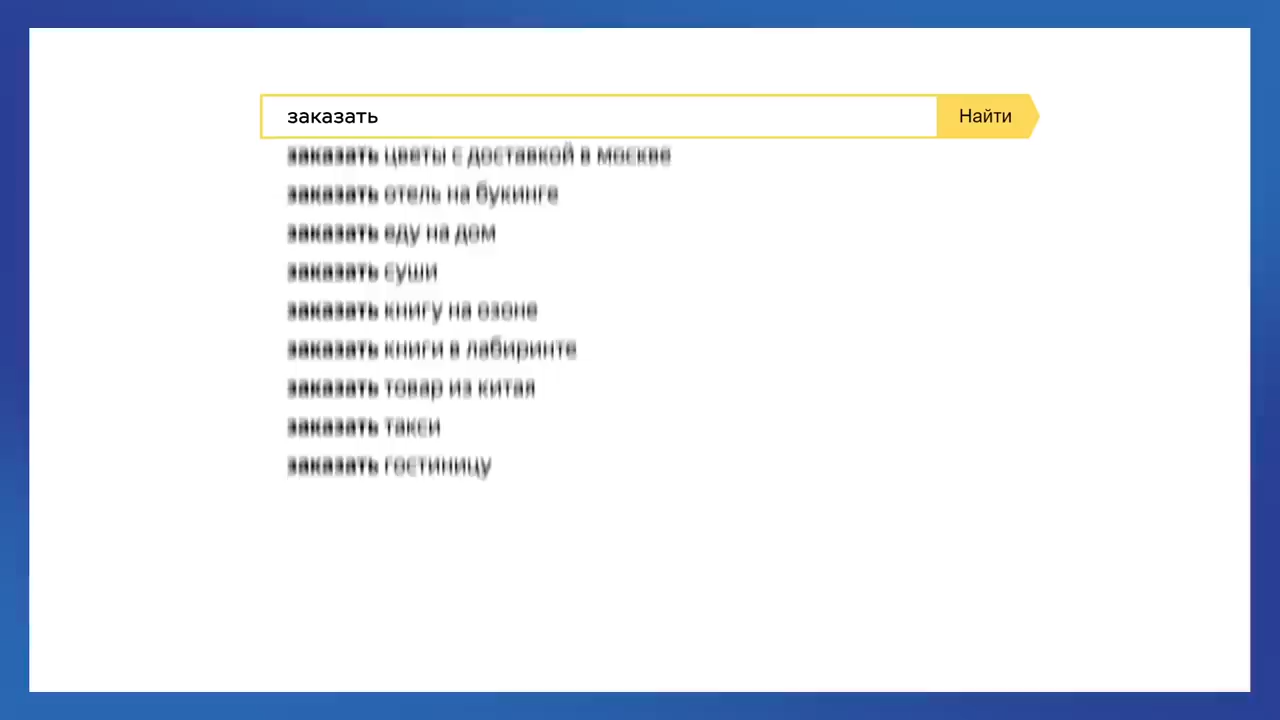 заказать
Найти
заказать цветы с доставкой в москве
заказать отель на букинге
заказать еду на дом
заказать суши
заказать книгу на озоне
заказать книги в лабиринте
заказать товар из китая
заказать такси
заказать гостиницу